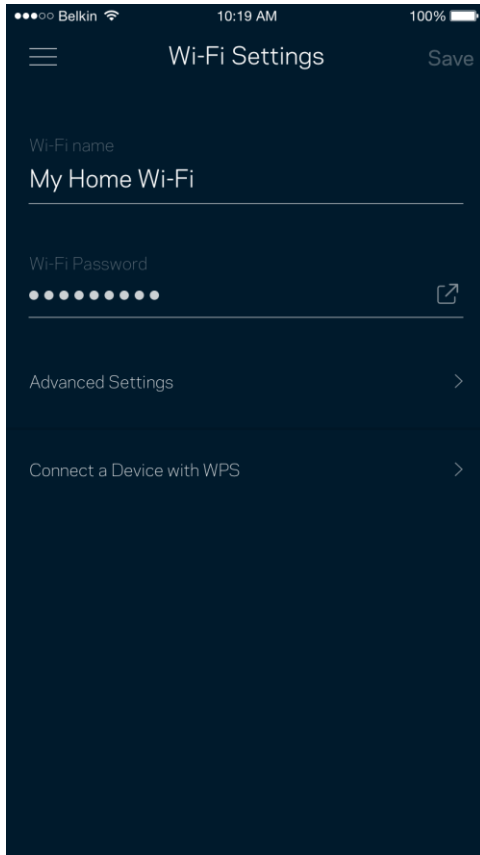 Belkin 10:19 AM 100%
Wi-Fi Settings Save
Wi-Fi name
My Home Wi-Fi
Wi-Fi Password
●●●●●●●●●
Advanced Settings
Connect a Device with WPS